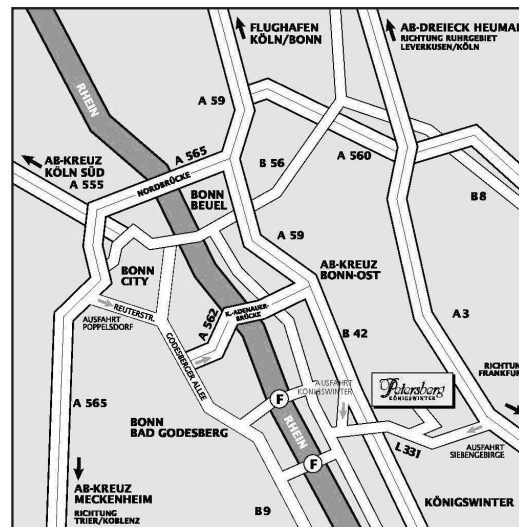 FLUGHAFEN
KÖLN/BONN
AB-DREIECK HEUMAR
RICHTUNG RUHRGEBIET
LEVERKUSEN/KÖLN
RHEIN
A 59
A 565
B 56
A 560
AB-KREUZ
KÖLN SÜD
A 555
NORDBRÜCKE
BONN
BEUEL
B8
A 59
AB-KREUZ
BONN-OST
BONN
CITY
K.-ADENAUER-
BRÜCKE
A 562
REUTERSTR.
AUSFAHRT
POPPELSDORF
GODESBERGER ALLEE
B 42
A 3
RICHTUNG
FRANKFURT
AUSFAHRT
KÖNIGSWINTER
Petersberg
KÖNIGSWINTER
A 565
F
BONN
BAD GODESBERG
RHEIN
L 331
AUSFAHRT
SIEBENGEBIRGE
F
AB-KREUZ
MECKENHEIM
RICHTUNG
TRIER/KOBLENZ
B9
KÖNIGSWINTER